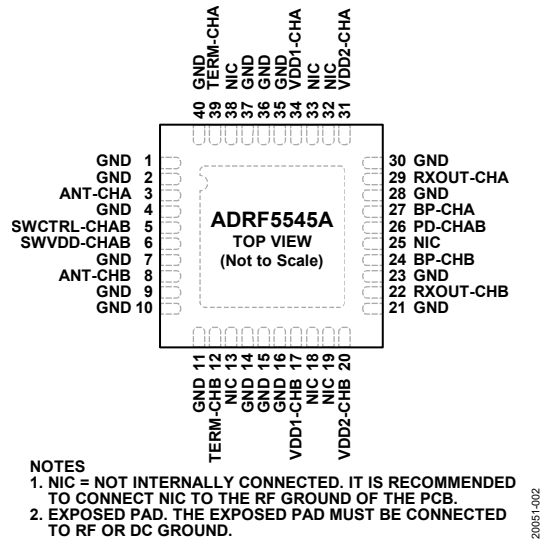 40 GND
39 TERM-CHA
38 NIC
37 GND
36 GND
35 GND
34 VDD1-CHA
33 NIC
32 NIC
31 VDD2-CHA
GND 1
GND 2
ANT-CHA 3
GND 4
SWCTRL-CHAB 5
SWVDD-CHAB 6
GND 7
ANT-CHB 8
GND 9
GND 10
ADRF5545A
TOP VIEW
(Not to Scale)
30 GND
29 RXOUT-CHA
28 GND
27 BP-CHA
26 PD-CHAB
25 NIC
24 BP-CHB
23 GND
22 RXOUT-CHB
21 GND
GND 11
TERM-CHB 12
NIC 13
GND 14
GND 15
GND 16
VDD1-CHB 17
NIC 18
NIC 19
VDD2-CHB 20
NOTES
1. NIC = NOT INTERNALLY CONNECTED. IT IS RECOMMENDED
TO CONNECT NIC TO THE RF GROUND OF THE PCB.
2. EXPOSED PAD. THE EXPOSED PAD MUST BE CONNECTED
TO RF OR DC GROUND.
20051-002